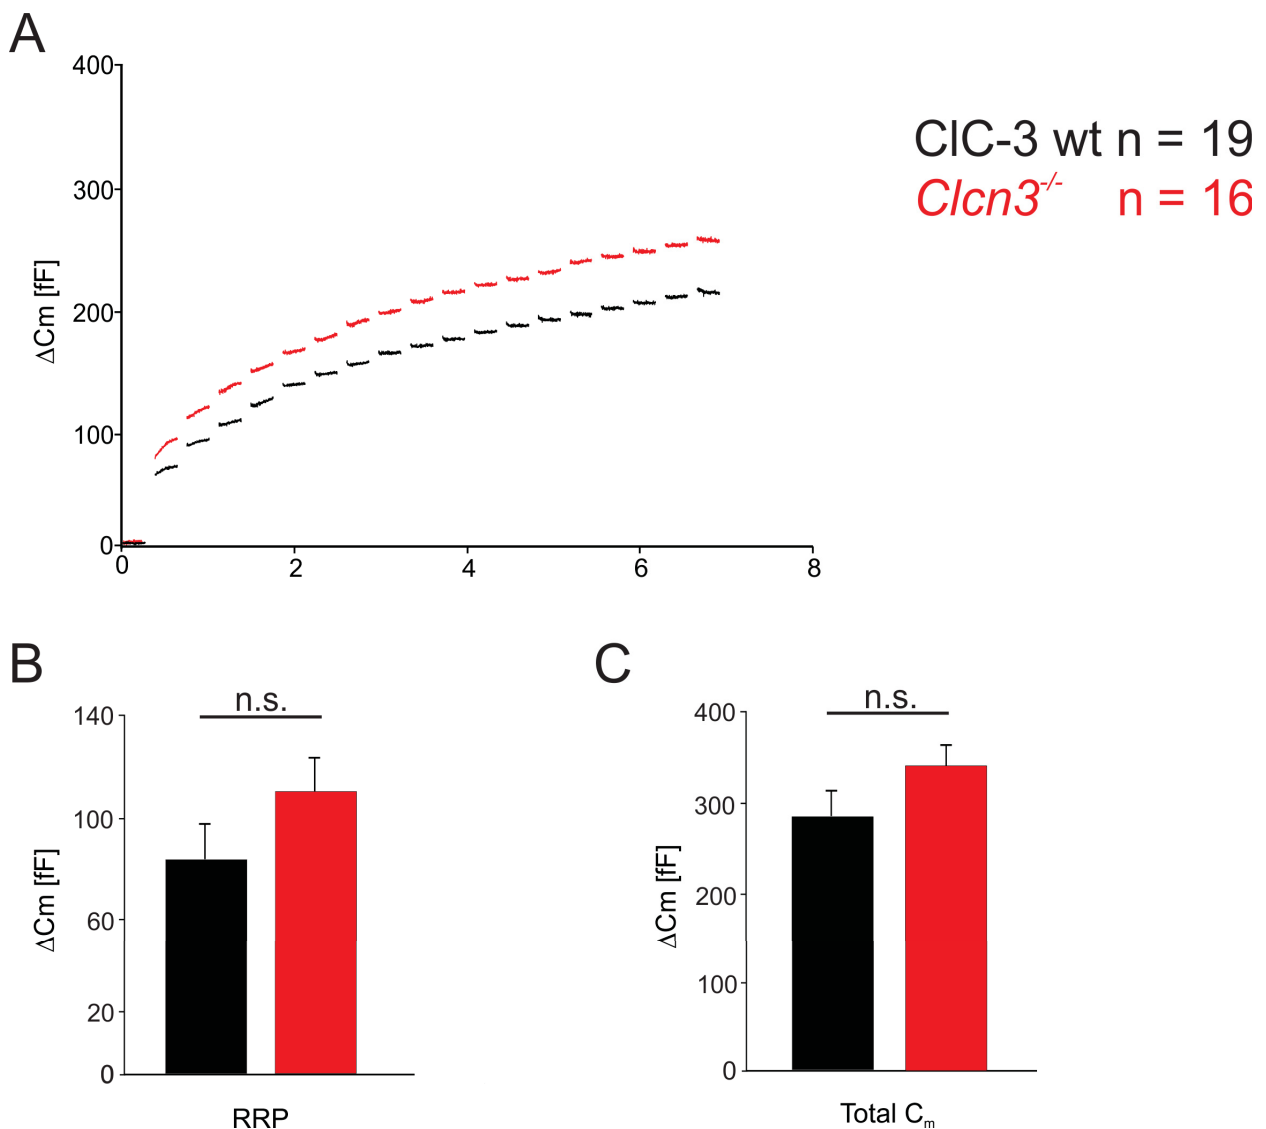 A
400
300
200
100
0
ΔCm [fF]
0 2 4 6 8
ClC-3 wt n = 19
Clcn3-/- n = 16
B
n.s.
140
100
60
20
0
ΔCm [fF]
RRP
C
n.s.
400
300
200
100
0
ΔCm [fF]
Total Cm